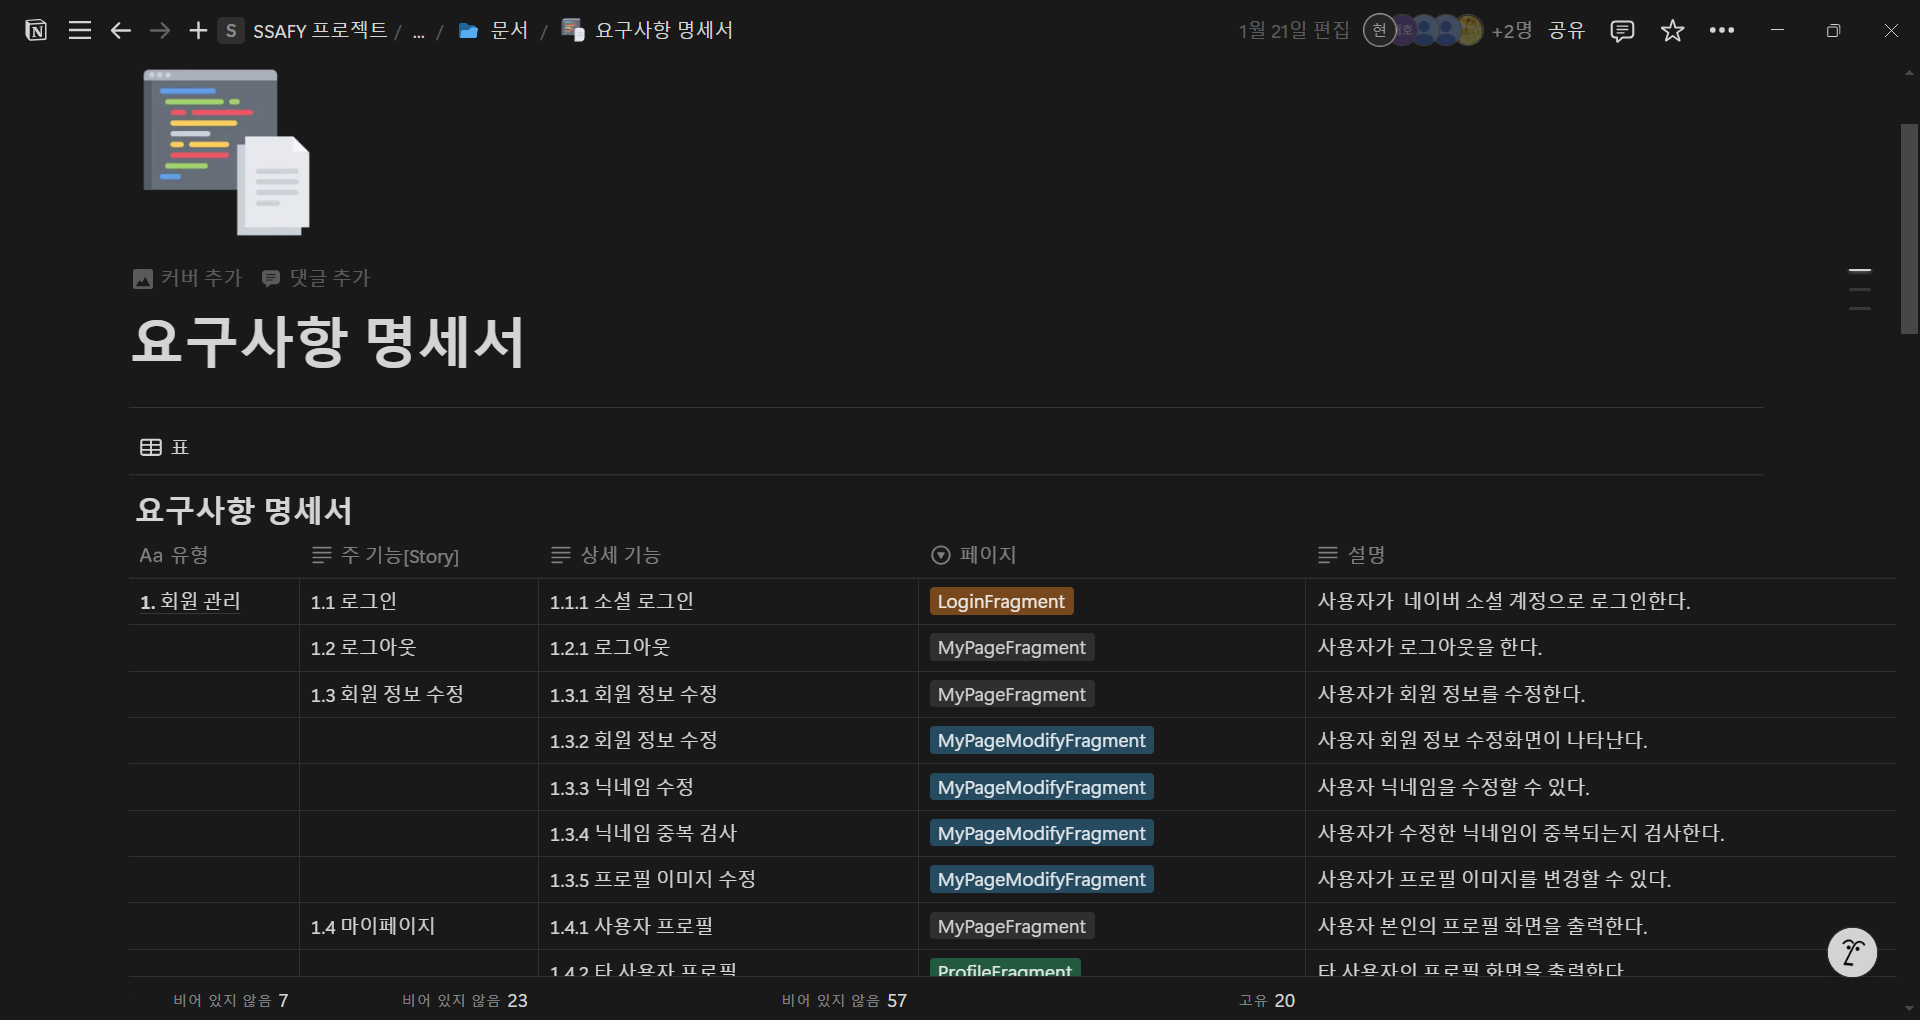 S SSAFY 프로젝트 / ... / 문서 / 요구사항 명세서 1월 21일 편집 현 +2명 공유
커버 추가 댓글 추가
요구사항 명세서
표
요구사항 명세서
Aa 유형 주 기능[Story] 상세 기능 페이지 설명
1. 회원 관리 1.1 로그인 1.1.1 소셜 로그인 LoginFragment 사용자가 네이버 소셜 계정으로 로그인한다.
1.2 로그아웃 1.2.1 로그아웃 MyPageFragment 사용자가 로그아웃을 한다.
1.3 회원 정보 수정 1.3.1 회원 정보 수정 MyPageFragment 사용자가 회원 정보를 수정한다.
1.3.2 회원 정보 수정 MyPageModifyFragment 사용자 회원 정보 수정화면이 나타난다.
1.3.3 닉네임 수정 MyPageModifyFragment 사용자 닉네임을 수정할 수 있다.
1.3.4 닉네임 중복 검사 MyPageModifyFragment 사용자가 수정한 닉네임이 중복되는지 검사한다.
1.3.5 프로필 이미지 수정 MyPageModifyFragment 사용자가 프로필 이미지를 변경할 수 있다.
1.4 마이페이지 1.4.1 사용자 프로필 MyPageFragment 사용자 본인의 프로필 화면을 출력한다.
1.4.2 타 사용자 프로필 ProfileFragment 타 사용자의 프로필 화면을 출력한다
비어 있지 않음 7 비어 있지 않음 23 비어 있지 않음 57 고유 20